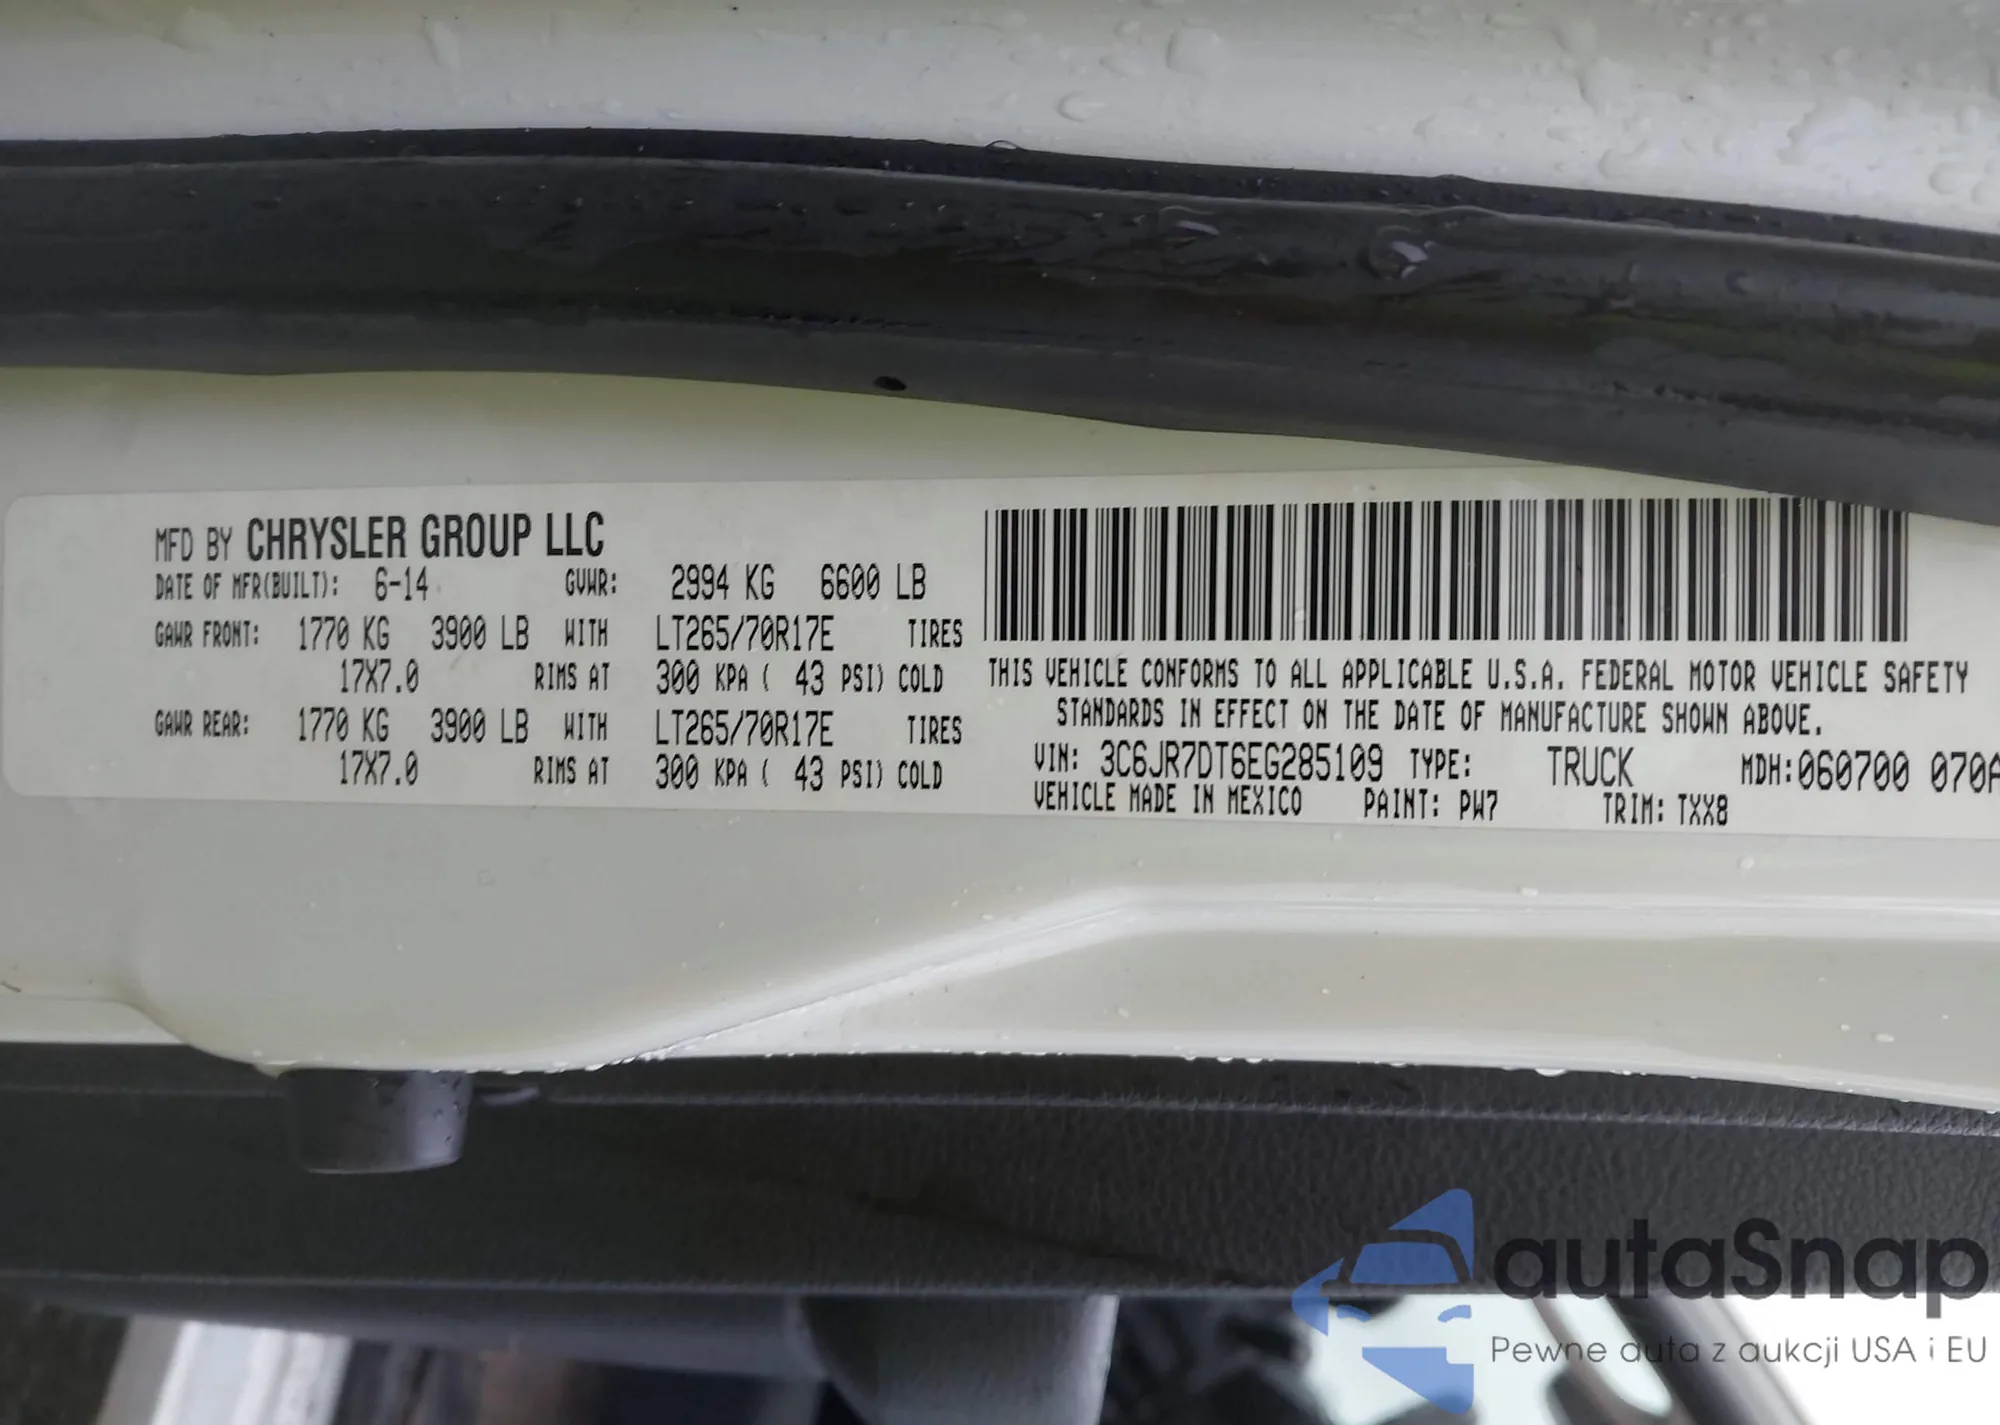 MFD BY CHRYSLER GROUP LLC
DATE OF MFR(BUILT): 6-14 GVWR: 2994 KG 6600 LB
GAWR FRONT: 1770 KG 3900 LB WITH LT265/70R17E TIRES
17X7.0 RIMS AT 300 KPA ( 43 PSI) COLD
GAWR REAR: 1770 KG 3900 LB WITH LT265/70R17E TIRES
17X7.0 RIMS AT 300 KPA ( 43 PSI) COLD
THIS VEHICLE CONFORMS TO ALL APPLICABLE U.S.A. FEDERAL MOTOR VEHICLE SAFETY
STANDARDS IN EFFECT ON THE DATE OF MANUFACTURE SHOWN ABOVE.
VIN: 3C6JR7DT6EG285109 TYPE: TRUCK MDH:060700 070A
VEHICLE MADE IN MEXICO PAINT: PW7 TRIM: TXX8
autaSnap
Pewne auta z aukcji USA i EU